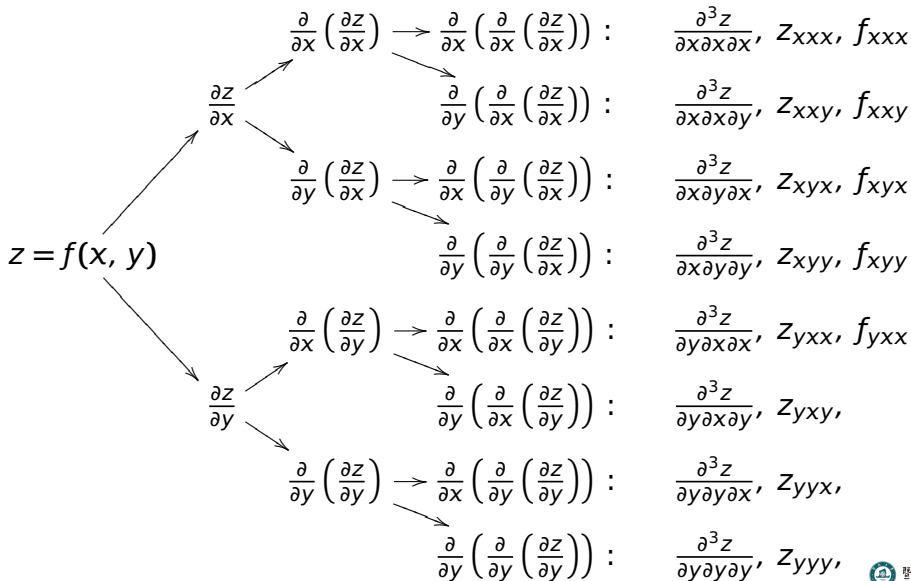 ∂/∂x (∂z/∂x) → ∂/∂x (∂/∂x (∂z/∂x)) : ∂³z/∂x∂x∂x, z_xxx, f_xxx
∂z/∂x ∂/∂y (∂/∂x (∂z/∂x)) : ∂³z/∂x∂x∂y, z_xxy, f_xxy
∂/∂y (∂z/∂x) → ∂/∂x (∂/∂y (∂z/∂x)) : ∂³z/∂x∂y∂x, z_xyx, f_xyx
z = f(x, y) ∂/∂y (∂/∂y (∂z/∂x)) : ∂³z/∂x∂y∂y, z_xyy, f_xyy
∂/∂x (∂z/∂y) → ∂/∂x (∂/∂x (∂z/∂y)) : ∂³z/∂y∂x∂x, z_yxx, f_yxx
∂z/∂y ∂/∂y (∂/∂x (∂z/∂y)) : ∂³z/∂y∂x∂y, z_yxy,
∂/∂y (∂z/∂y) → ∂/∂x (∂/∂y (∂z/∂y)) : ∂³z/∂y∂y∂x, z_yyx,
∂/∂y (∂/∂y (∂z/∂y)) : ∂³z/∂y∂y∂y, z_yyy,